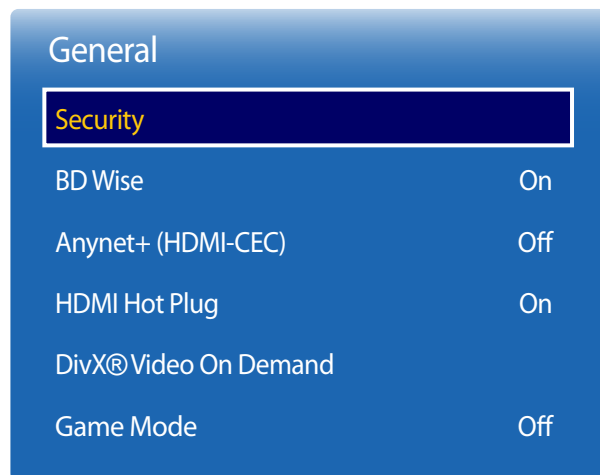 General
Security
BD Wise On
Anynet+ (HDMI-CEC) Off
HDMI Hot Plug On
DivX® Video On Demand
Game Mode Off